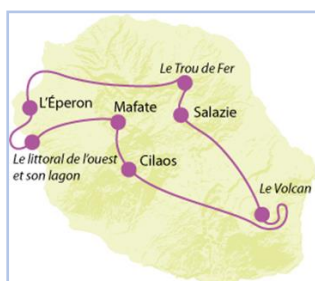 Le Trou de Fer
L'Éperon
Mafate
Salazie
Le littoral de l'ouest
et son lagon
Cilaos
Le Volcan